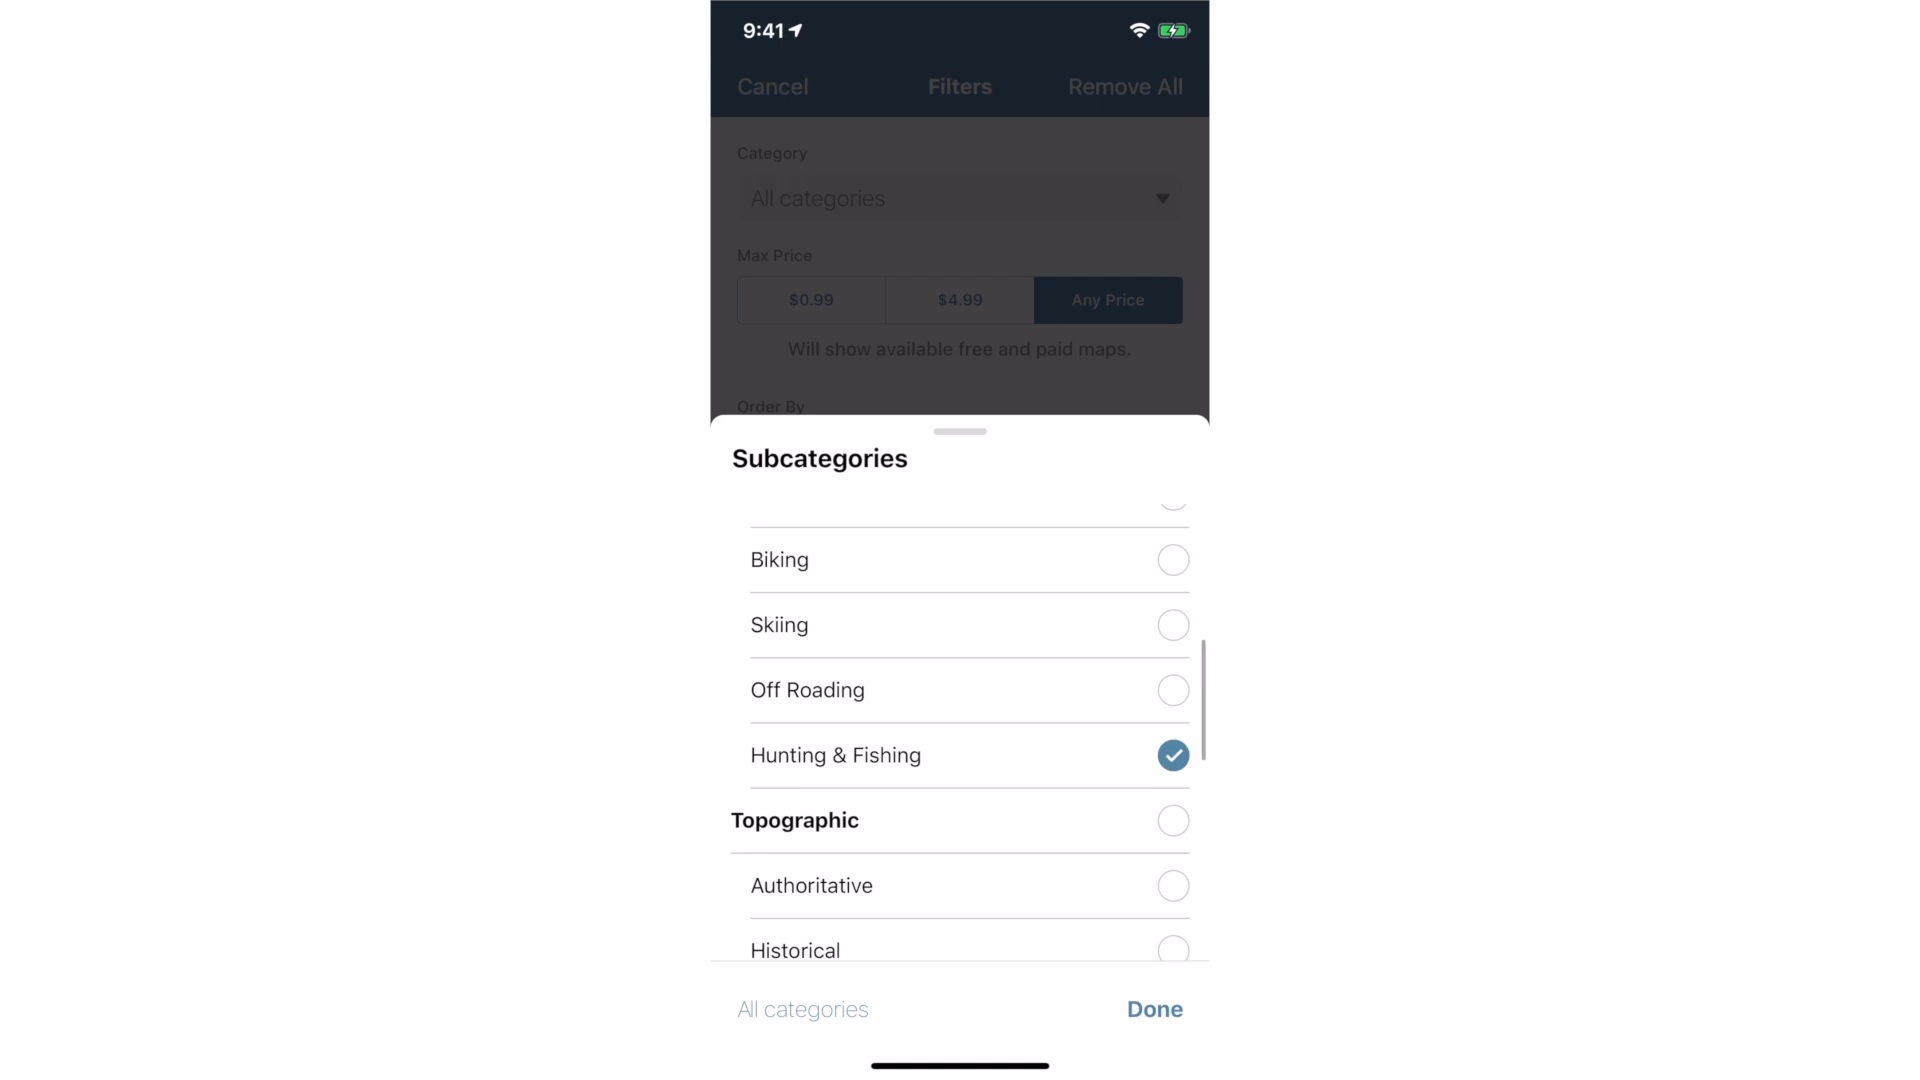 9:41
Cancel Filters Remove All
Category
All categories
Max Price
$0.99 $4.99 Any Price
Will show available free and paid maps.
Order By
Subcategories
Biking
Skiing
Off Roading
Hunting & Fishing
Topographic
Authoritative
Historical
All categories Done